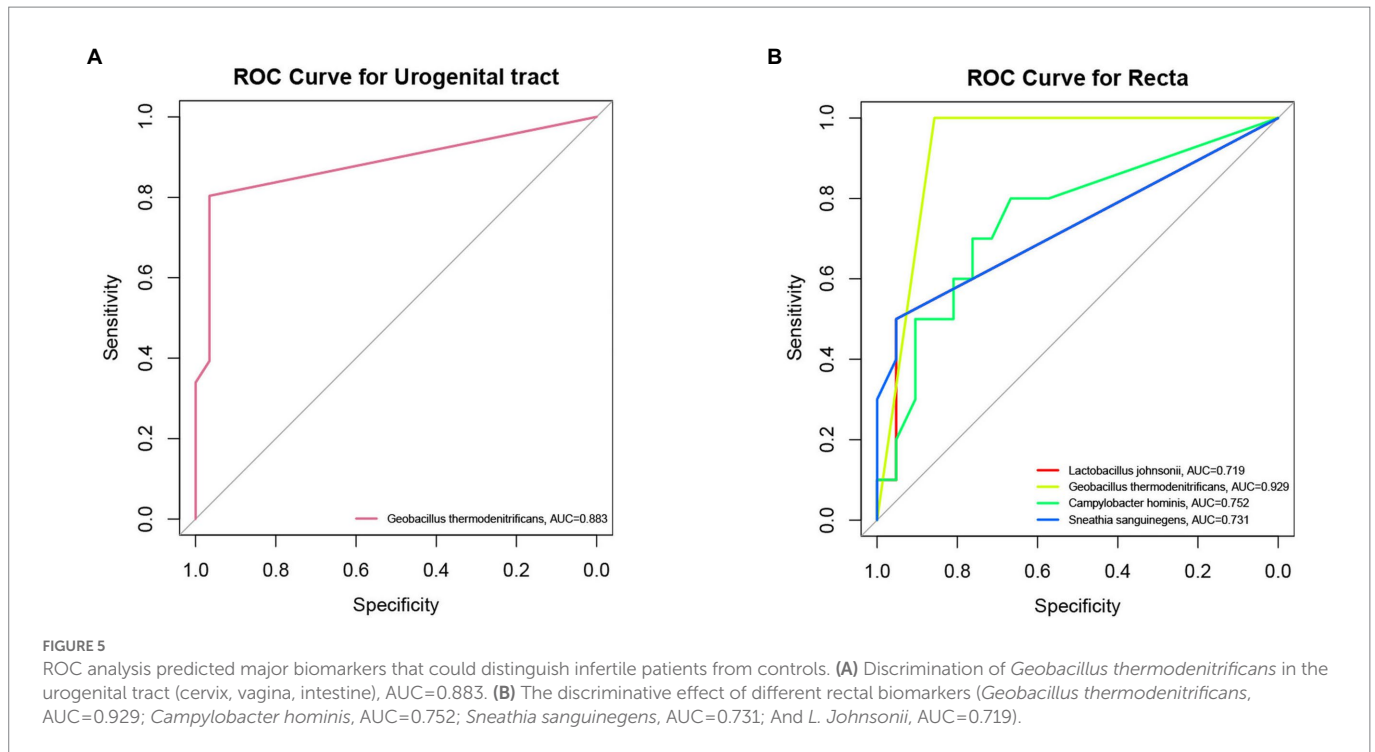 A
ROC Curve for Urogenital tract
Sensitivity
0.0 0.2 0.4 0.6 0.8 1.0
1.0 0.8 0.6 0.4 0.2 0.0
Specificity
Geobacillus thermodenitrificans, AUC=0.883
B
ROC Curve for Recta
Sensitivity
0.0 0.2 0.4 0.6 0.8 1.0
1.0 0.8 0.6 0.4 0.2 0.0
Specificity
Lactobacillus johnsonii, AUC=0.719
Geobacillus thermodenitrificans, AUC=0.929
Campylobacter hominis, AUC=0.752
Sneathia sanguinegens, AUC=0.731
FIGURE 5
ROC analysis predicted major biomarkers that could distinguish infertile patients from controls. (A) Discrimination of Geobacillus thermodenitrificans in the
urogenital tract (cervix, vagina, intestine), AUC=0.883. (B) The discriminative effect of different rectal biomarkers (Geobacillus thermodenitrificans,
AUC=0.929; Campylobacter hominis, AUC=0.752; Sneathia sanguinegens, AUC=0.731; And L. Johnsonii, AUC=0.719).